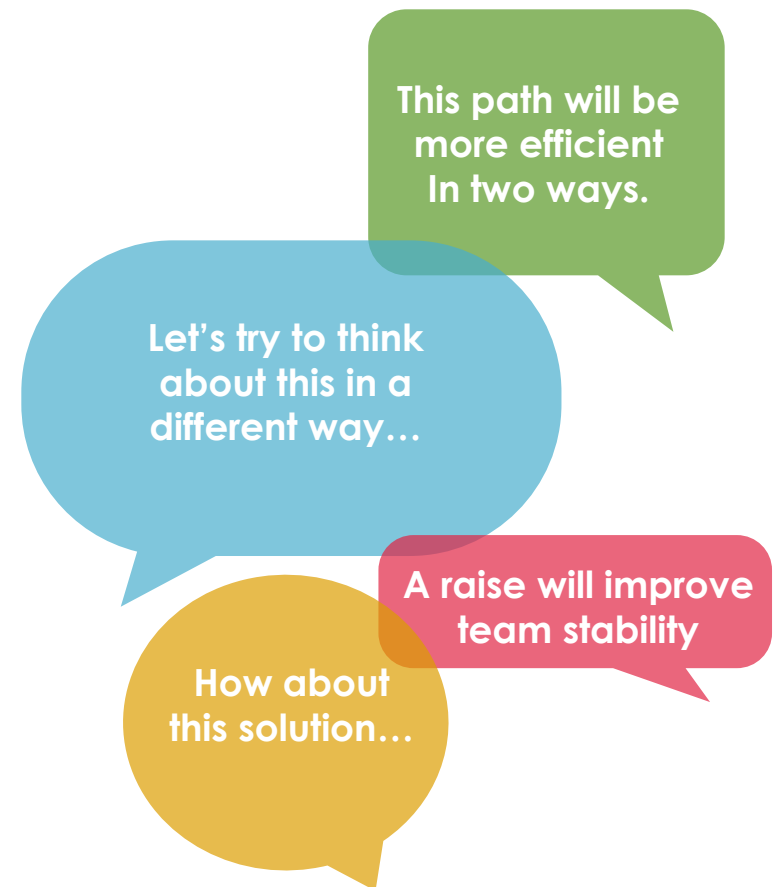 This path will be
more efficient
In two ways.
Let’s try to think
about this in a
different way…
A raise will improve
team stability
How about
this solution…